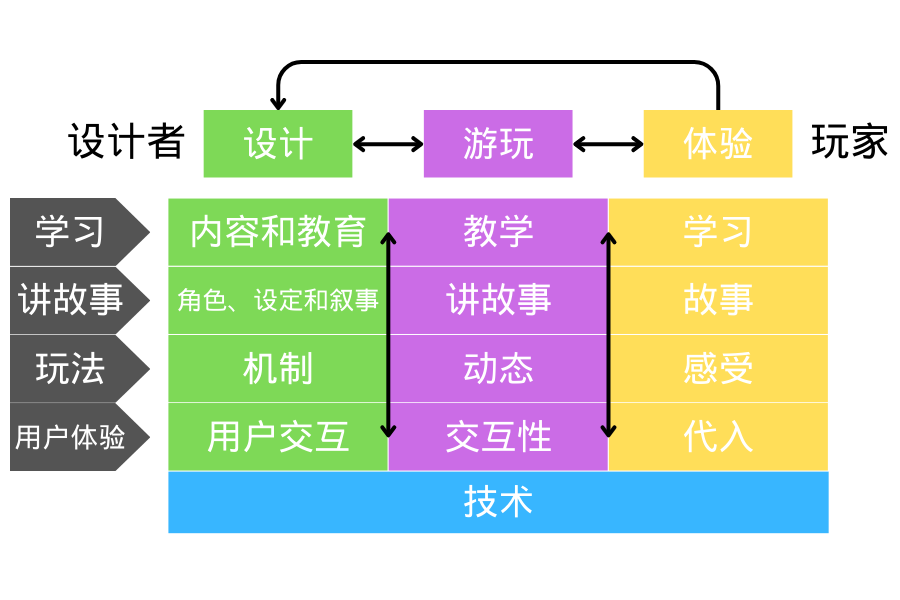 设计者 设计 游玩 体验 玩家
学习 内容和教育 教学 学习
讲故事 角色、设定和叙事 讲故事 故事
玩法 机制 动态 感受
用户体验 用户交互 交互性 代入
技术